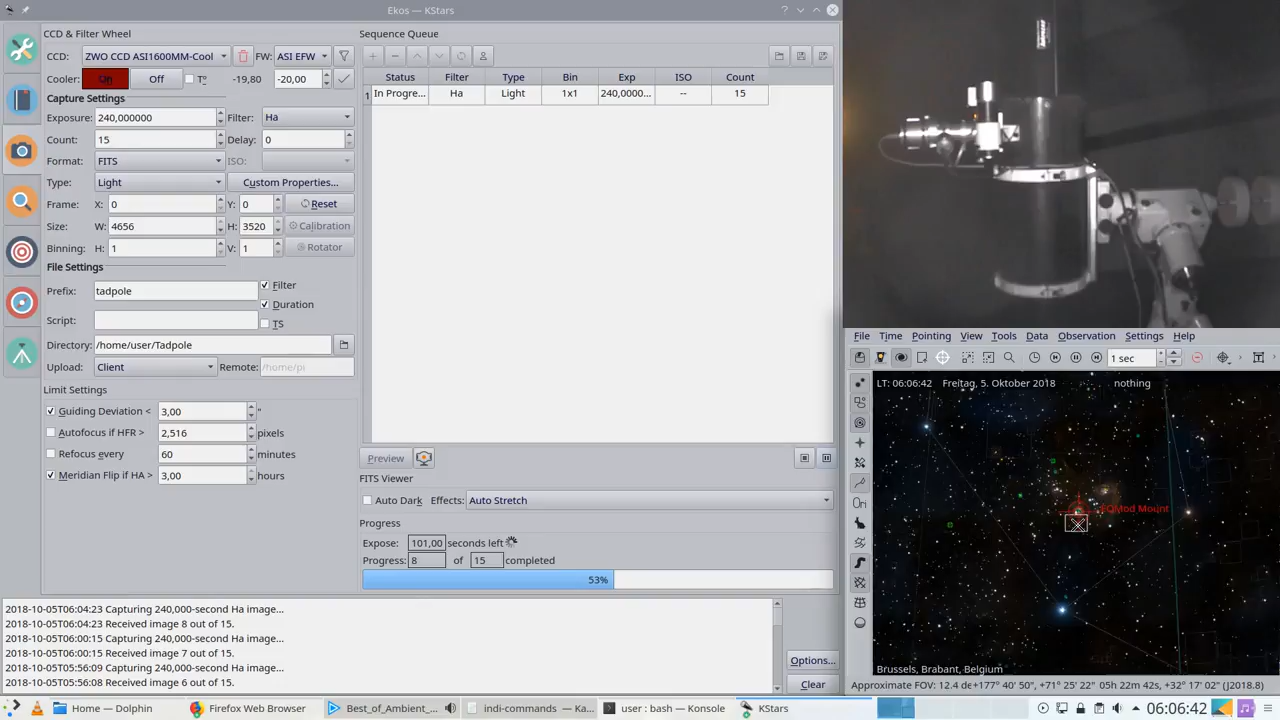 Ekos — KStars
CCD & Filter Wheel
CCD: ZWO CCD ASI1600MM-Cool FW: ASI EFW
Cooler: On Off T° -19,80 -20,00
Capture Settings
Exposure: 240,000000 Filter: Ha
Count: 15 Delay: 0
Format: FITS ISO:
Type: Light Custom Properties...
Frame: X: 0 Y: 0 Reset
Size: W: 4656 H: 3520 Calibration
Binning: H: 1 V: 1 Rotator
File Settings
Prefix: tadpole Filter
Duration
Script: TS
Directory: /home/user/Tadpole
Upload: Client Remote: /home/pi
Limit Settings
Guiding Deviation < 3,00 "
Autofocus if HFR > 2,516 pixels
Refocus every 60 minutes
Meridian Flip if HA > 3,00 hours
Sequence Queue
Status Filter Type Bin Exp ISO Count
1 In Progre... Ha Light 1x1 240,0000... -- 15
Preview
FITS Viewer
Auto Dark Effects: Auto Stretch
Progress
Expose: 101,00 seconds left
Progress: 8 of 15 completed
53%
2018-10-05T06:04:23 Capturing 240,000-second Ha image...
2018-10-05T06:04:23 Received image 8 out of 15.
2018-10-05T06:00:15 Capturing 240,000-second Ha image...
2018-10-05T06:00:15 Received image 7 out of 15.
2018-10-05T05:56:09 Capturing 240,000-second Ha image...
2018-10-05T05:56:08 Received image 6 out of 15.
Options...
Clear
File Time Pointing View Tools Data Observation Settings Help
1 sec
LT: 06:06:42 Freitag, 5. Oktober 2018 nothing
EQMod Mount
Brussels, Brabant, Belgium
Approximate FOV: 12.4 de+177° 40' 50", +71° 25' 22" 05h 22m 42s, +32° 17' 02" (J2018.8)
Home — Dolphin Firefox Web Browser Best_of_Ambient_... indi-commands — Ka... user : bash — Konsole KStars 06:06:42